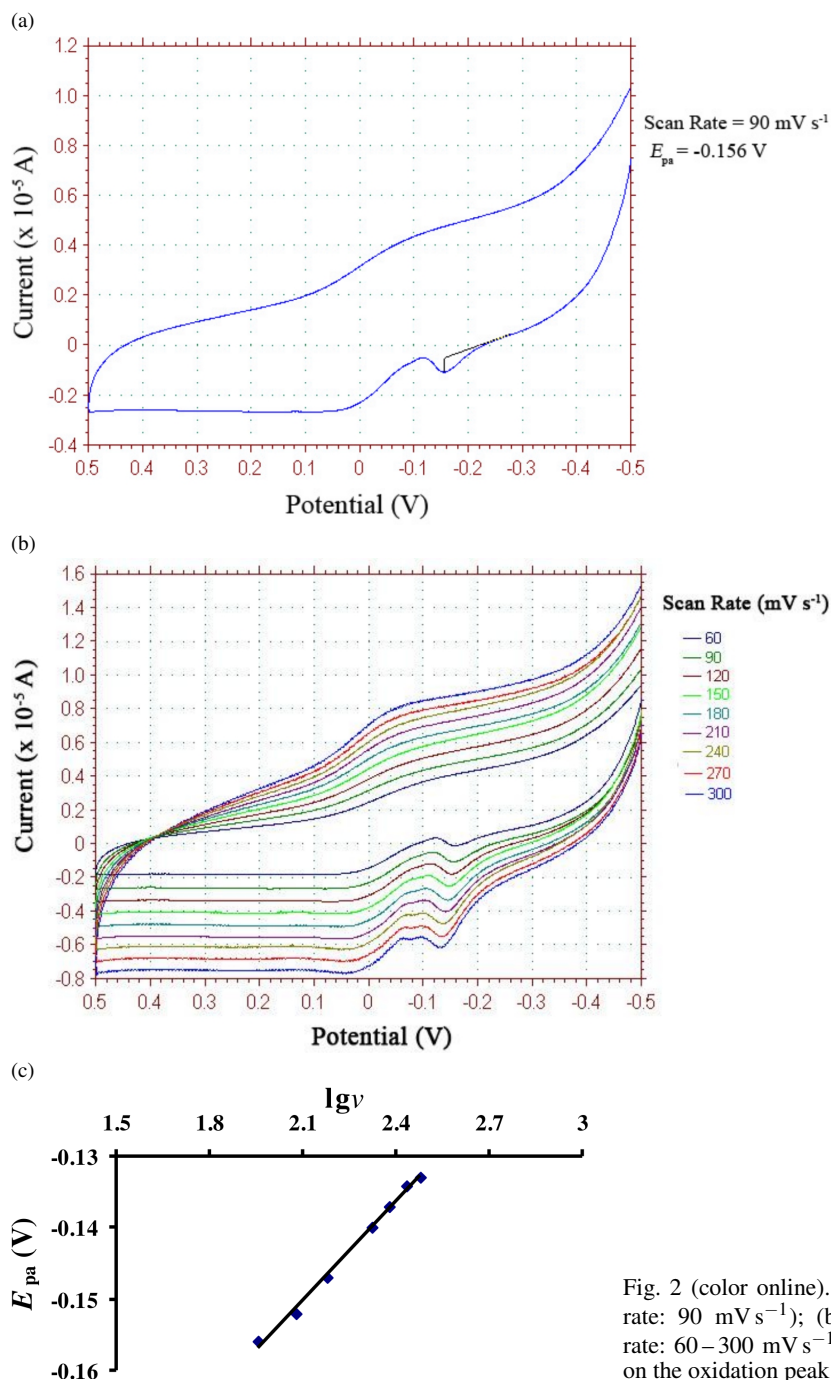 (a)
1.2
1.0
0.8
0.6
0.4
0.2
0
-0.2
-0.4
Current (x 10⁻⁵ A)
0.5 0.4 0.3 0.2 0.1 0 -0.1 -0.2 -0.3 -0.4 -0.5
Potential (V)
Scan Rate = 90 mV s⁻¹
E_pa = -0.156 V
(b)
1.6
1.4
1.2
1.0
0.8
0.6
0.4
0.2
0
-0.2
-0.4
-0.6
-0.8
Current (x 10⁻⁵ A)
0.5 0.4 0.3 0.2 0.1 0 -0.1 -0.2 -0.3 -0.4 -0.5
Potential (V)
Scan Rate (mV s⁻¹)
60
90
120
150
180
210
240
270
300
(c)
lgν
1.5 1.8 2.1 2.4 2.7 3
-0.13
-0.14
-0.15
-0.16
E_pa (V)
Fig. 2 (color online).
rate: 90 mV s⁻¹); (b
rate: 60–300 mV s⁻¹
on the oxidation peak